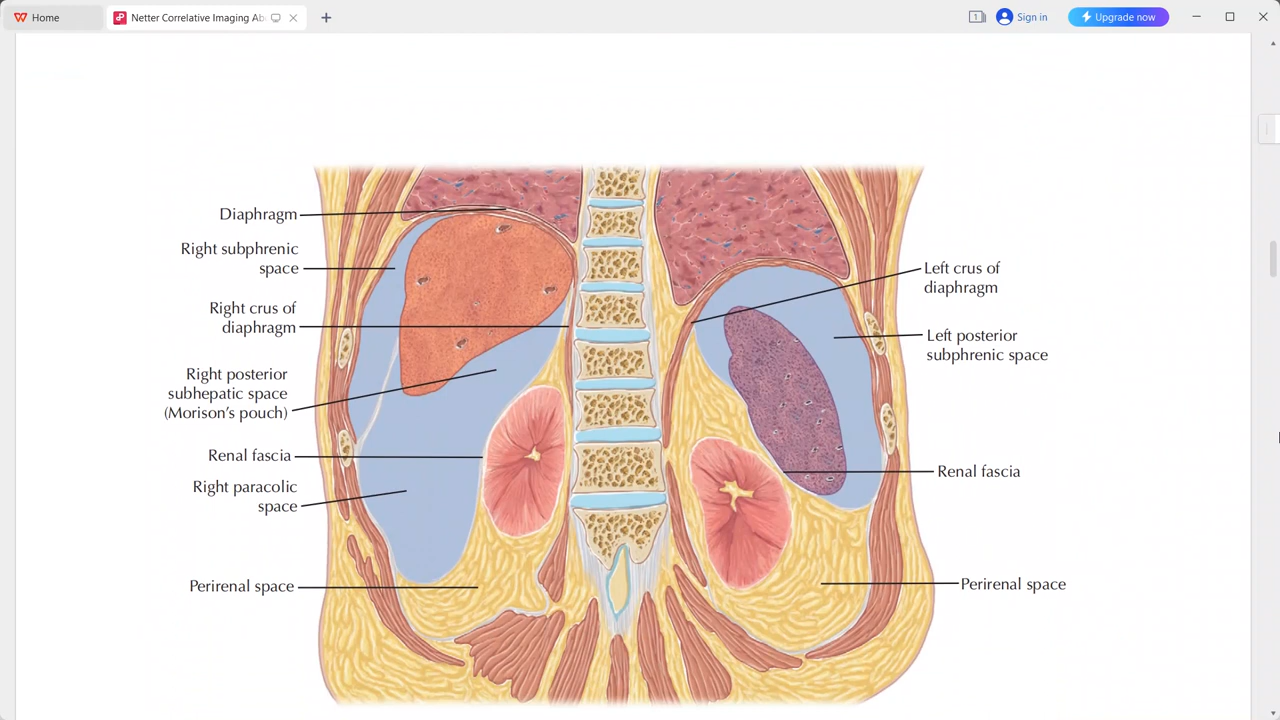 Home
Netter Correlative Imaging Ab
1
Sign in
Upgrade now
Diaphragm
Right subphrenic
space
Right crus of
diaphragm
Right posterior
subhepatic space
(Morison's pouch)
Renal fascia
Right paracolic
space
Perirenal space
Left crus of
diaphragm
Left posterior
subphrenic space
Renal fascia
Perirenal space